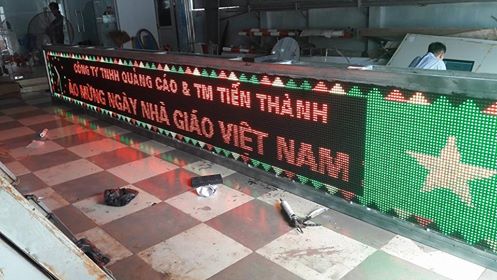 CÔNG TY TNHH QUẢNG CÁO & TM TIẾN THÀNH
ÀO MỪNG NGÀY NHÀ GIÁO VIỆT NAM